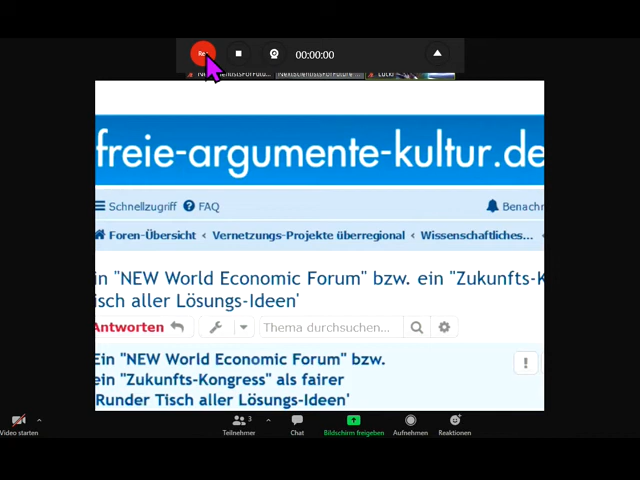 00:00:00
NextScientistsForFuture
Lucki
freie-argumente-kultur.de
Schnellzugriff FAQ Benachr
Foren-Übersicht ‹ Vernetzungs-Projekte überregional ‹ Wissenschaftliches... ‹
in "NEW World Economic Forum" bzw. ein "Zukunfts-K
isch aller Lösungs-Ideen'
Antworten Thema durchsuchen...
Ein "NEW World Economic Forum" bzw.
ein "Zukunfts-Kongress" als fairer
'Runder Tisch aller Lösungs-Ideen'
Video starten Teilnehmer 3 Chat Bildschirm freigeben Aufnehmen Reaktionen